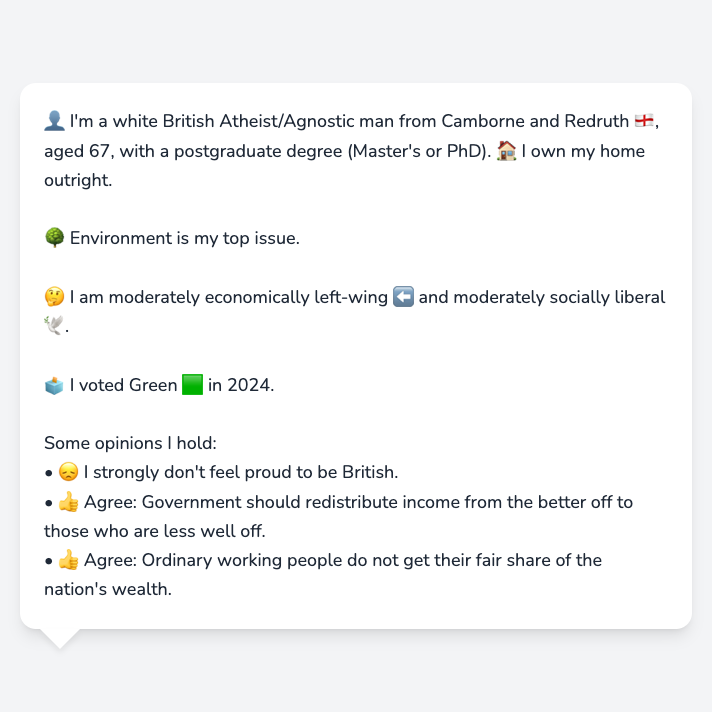 👤 I'm a white British Atheist/Agnostic man from Camborne and Redruth 🏴󠁧󠁢󠁥󠁮󠁧󠁿,
aged 67, with a postgraduate degree (Master's or PhD). 🏠 I own my home
outright.
🌳 Environment is my top issue.
🤔 I am moderately economically left-wing ⬅️ and moderately socially liberal
🕊️.
🗳️ I voted Green 🟩 in 2024.
Some opinions I hold:
• 😞 I strongly don't feel proud to be British.
• 👍 Agree: Government should redistribute income from the better off to
those who are less well off.
• 👍 Agree: Ordinary working people do not get their fair share of the
nation's wealth.